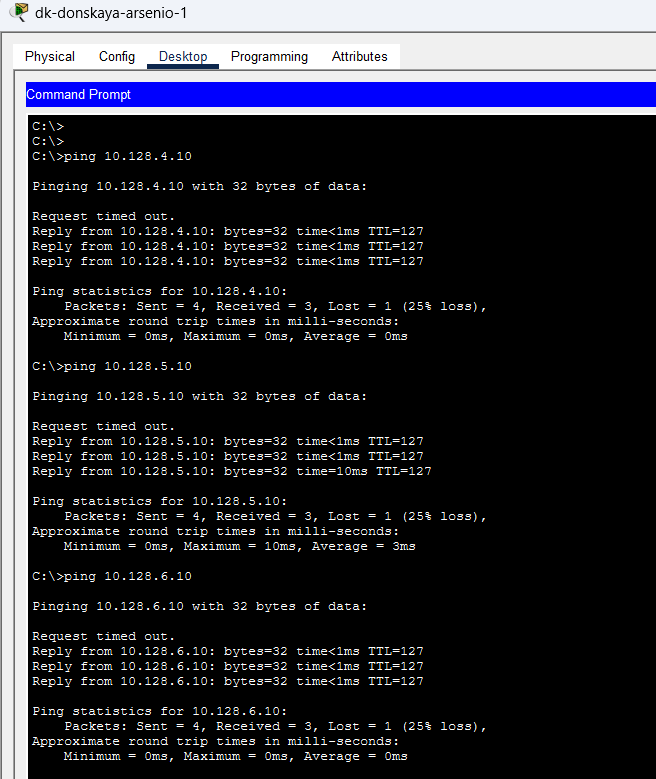 dk-donskaya-arsenio-1
Physical Config Desktop Programming Attributes
Command Prompt
C:\>
C:\>
C:\>ping 10.128.4.10
Pinging 10.128.4.10 with 32 bytes of data:
Request timed out.
Reply from 10.128.4.10: bytes=32 time<1ms TTL=127
Reply from 10.128.4.10: bytes=32 time<1ms TTL=127
Reply from 10.128.4.10: bytes=32 time<1ms TTL=127
Ping statistics for 10.128.4.10:
    Packets: Sent = 4, Received = 3, Lost = 1 (25% loss),
Approximate round trip times in milli-seconds:
    Minimum = 0ms, Maximum = 0ms, Average = 0ms
C:\>ping 10.128.5.10
Pinging 10.128.5.10 with 32 bytes of data:
Request timed out.
Reply from 10.128.5.10: bytes=32 time<1ms TTL=127
Reply from 10.128.5.10: bytes=32 time<1ms TTL=127
Reply from 10.128.5.10: bytes=32 time=10ms TTL=127
Ping statistics for 10.128.5.10:
    Packets: Sent = 4, Received = 3, Lost = 1 (25% loss),
Approximate round trip times in milli-seconds:
    Minimum = 0ms, Maximum = 10ms, Average = 3ms
C:\>ping 10.128.6.10
Pinging 10.128.6.10 with 32 bytes of data:
Request timed out.
Reply from 10.128.6.10: bytes=32 time<1ms TTL=127
Reply from 10.128.6.10: bytes=32 time<1ms TTL=127
Reply from 10.128.6.10: bytes=32 time<1ms TTL=127
Ping statistics for 10.128.6.10:
    Packets: Sent = 4, Received = 3, Lost = 1 (25% loss),
Approximate round trip times in milli-seconds:
    Minimum = 0ms, Maximum = 0ms, Average = 0ms